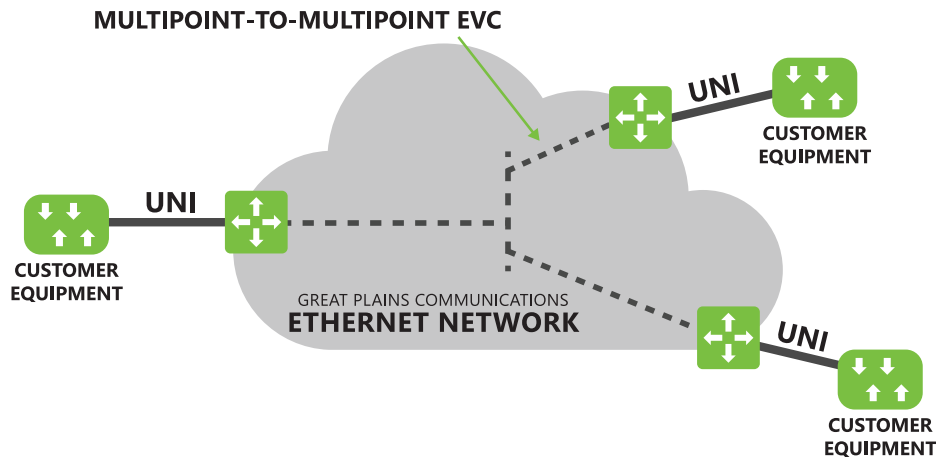 MULTIPOINT-TO-MULTIPOINT EVC
UNI
CUSTOMER
EQUIPMENT
UNI
CUSTOMER
EQUIPMENT
GREAT PLAINS COMMUNICATIONS
ETHERNET NETWORK
UNI
CUSTOMER
EQUIPMENT